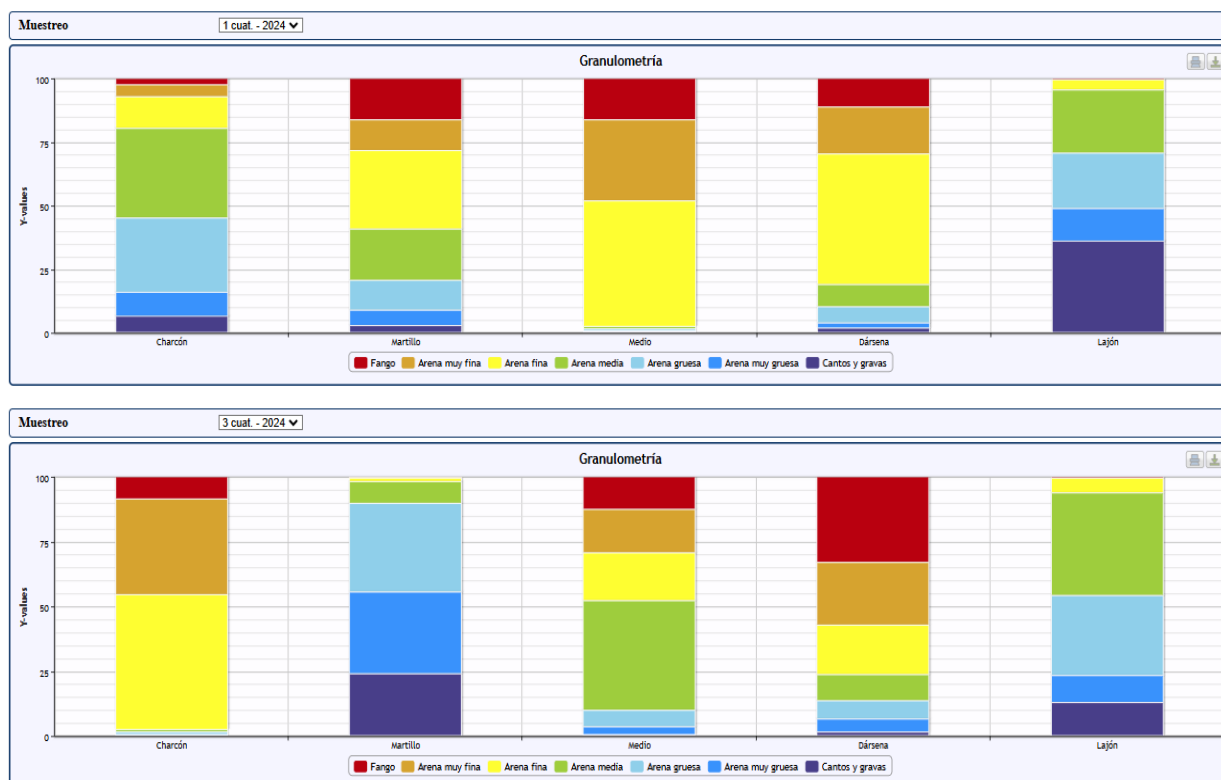 Muestreo 1 cuat. - 2024
Granulometría
100
75
50
25
0
Y-values
Charcón Martillo Medio Dársena Lajón
Fango Arena muy fina Arena fina Arena media Arena gruesa Arena muy gruesa Cantos y gravas
Muestreo 3 cuat. - 2024
Granulometría
100
75
50
25
0
Y-values
Charcón Martillo Medio Dársena Lajón
Fango Arena muy fina Arena fina Arena media Arena gruesa Arena muy gruesa Cantos y gravas